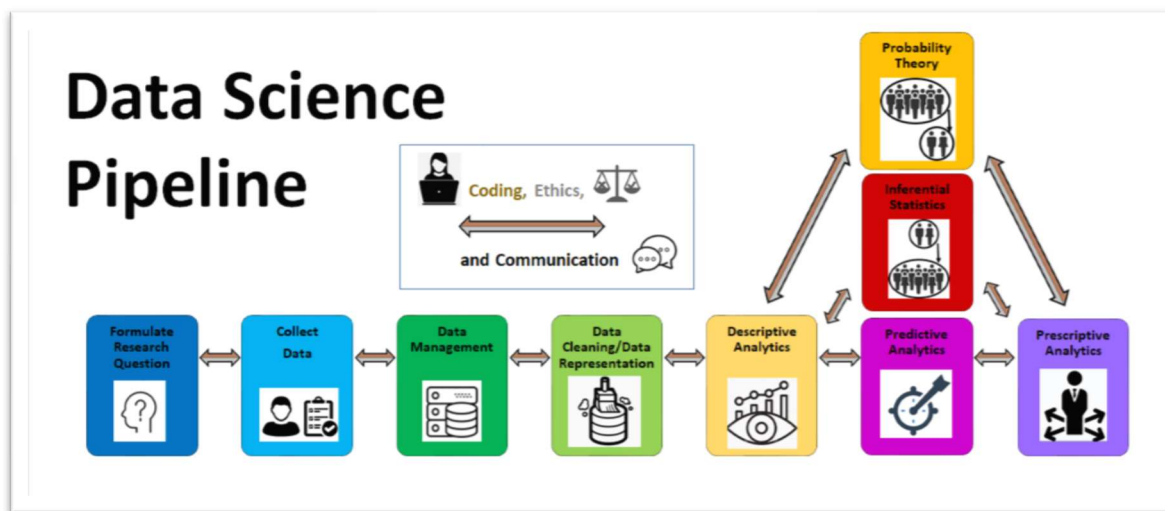 Data Science
Pipeline
Coding, Ethics,
and Communication
Probability
Theory
Inferential
Statistics
Formulate
Research
Question
Collect
Data
Data
Management
Data
Cleaning/Data
Representation
Descriptive
Analytics
Predictive
Analytics
Prescriptive
Analytics
?